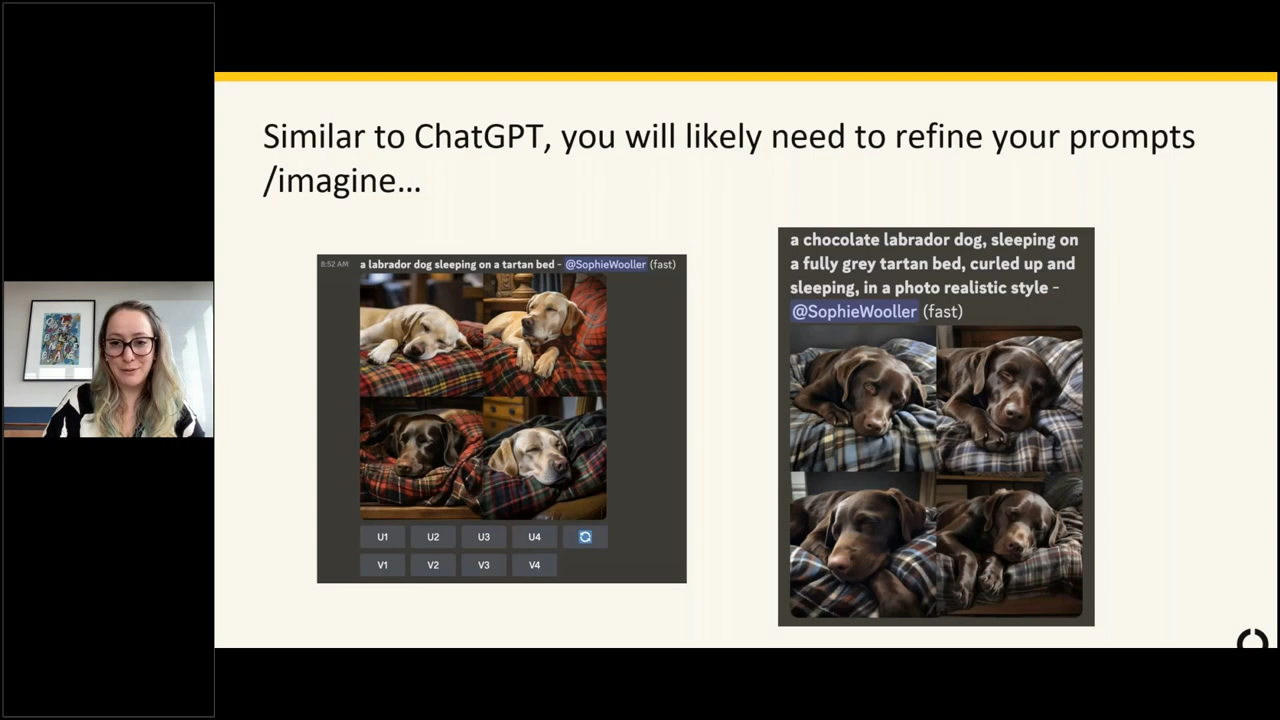 Similar to ChatGPT, you will likely need to refine your prompts
/imagine...
8:52 AM a labrador dog sleeping on a tartan bed - @SophieWooller (fast)
U1 U2 U3 U4
V1 V2 V3 V4
a chocolate labrador dog, sleeping on
a fully grey tartan bed, curled up and
sleeping, in a photo realistic style -
@SophieWooller (fast)